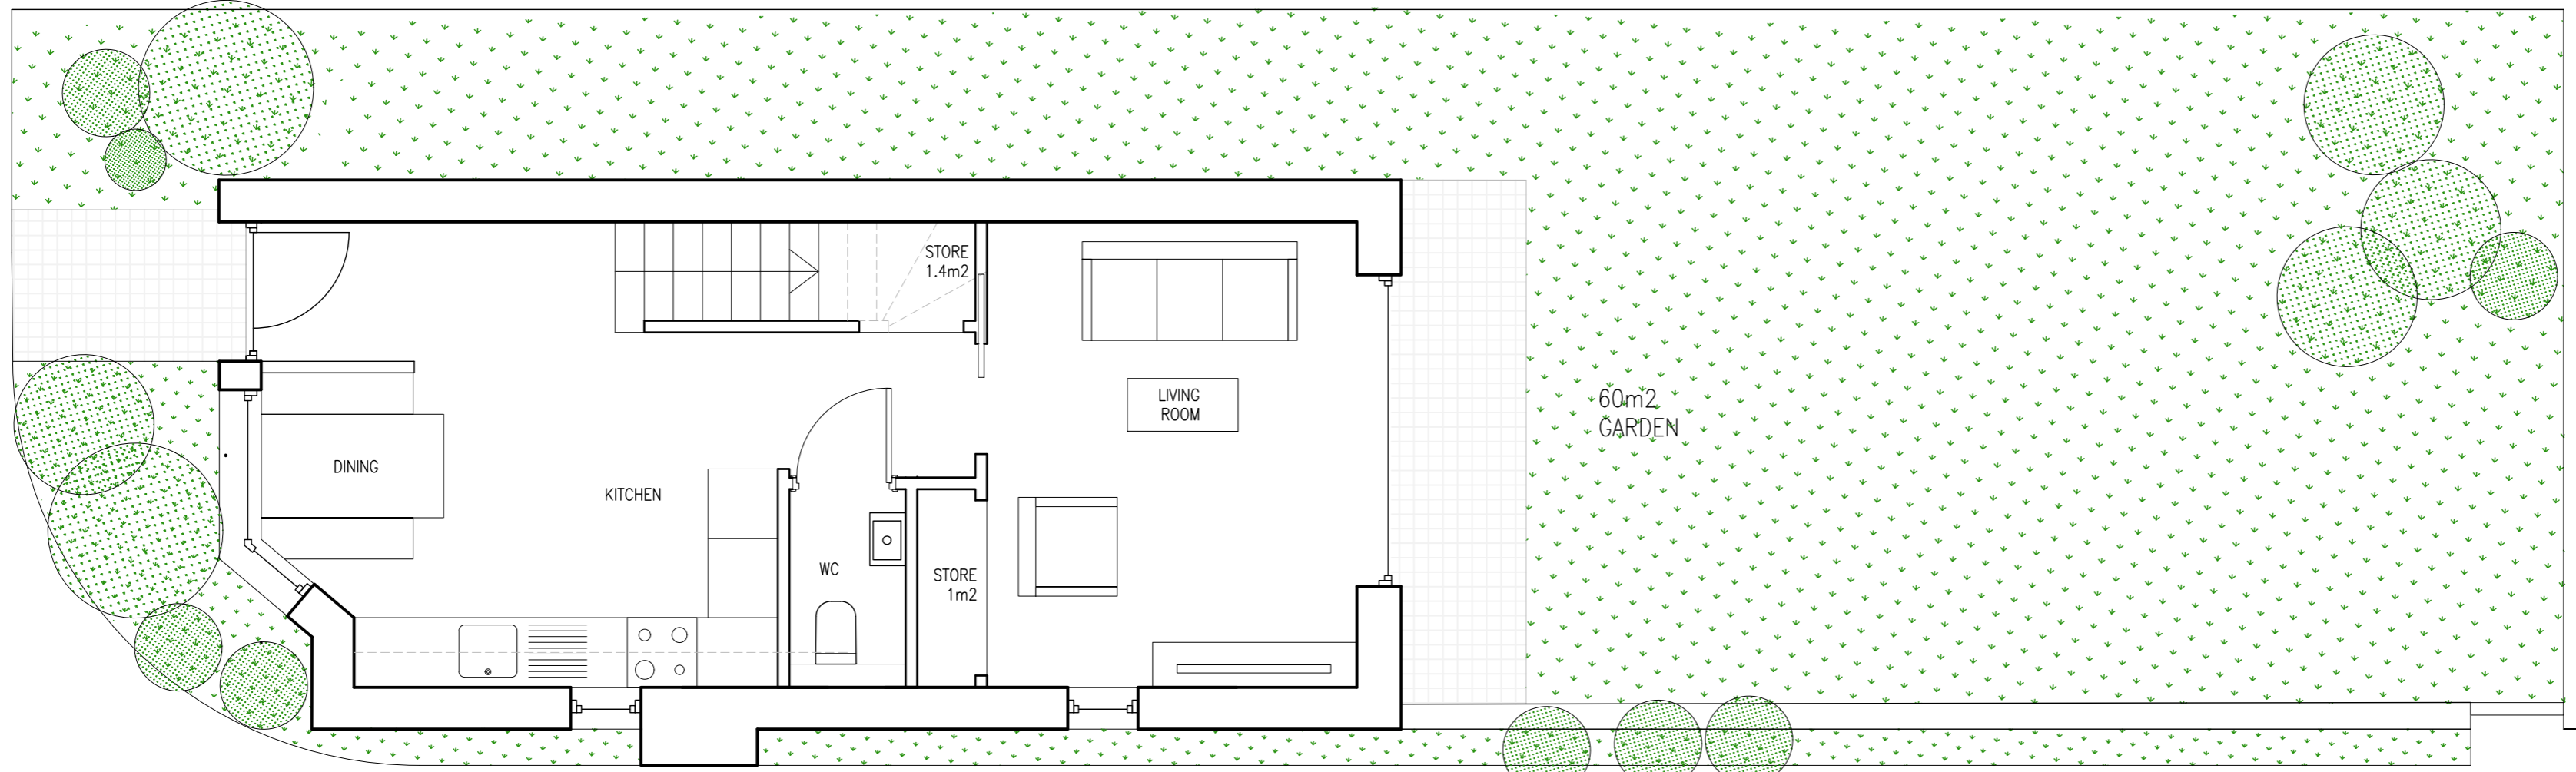 STORE
1.4m2
LIVING
ROOM
60m2
GARDEN
DINING
KITCHEN
WC
STORE
1m2